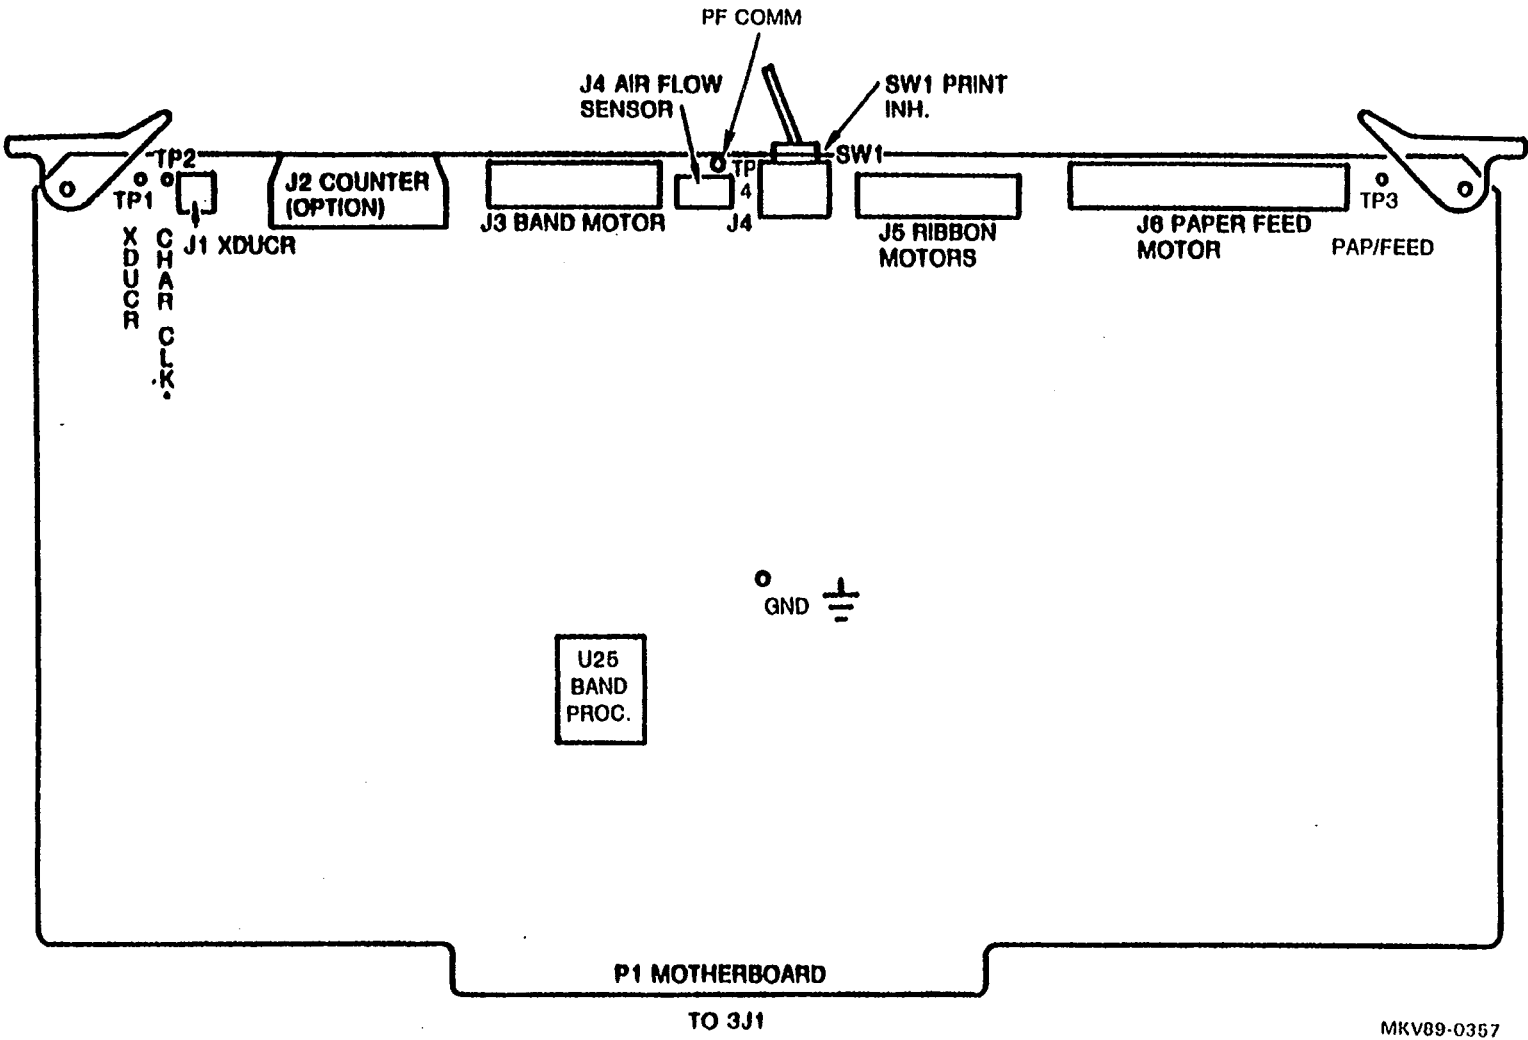 PF COMM
J4 AIR FLOW
SENSOR
SW1 PRINT
INH.
SW1
TP2
TP1
J2 COUNTER
(OPTION)
TP
4
J4
J3 BAND MOTOR
J5 RIBBON
MOTORS
J6 PAPER FEED
MOTOR
TP3
PAP/FEED
J1 XDUCR
XDUCR
CHAR CLK.
GND
U25
BAND
PROC.
P1 MOTHERBOARD
TO 3J1
MKV89-0357